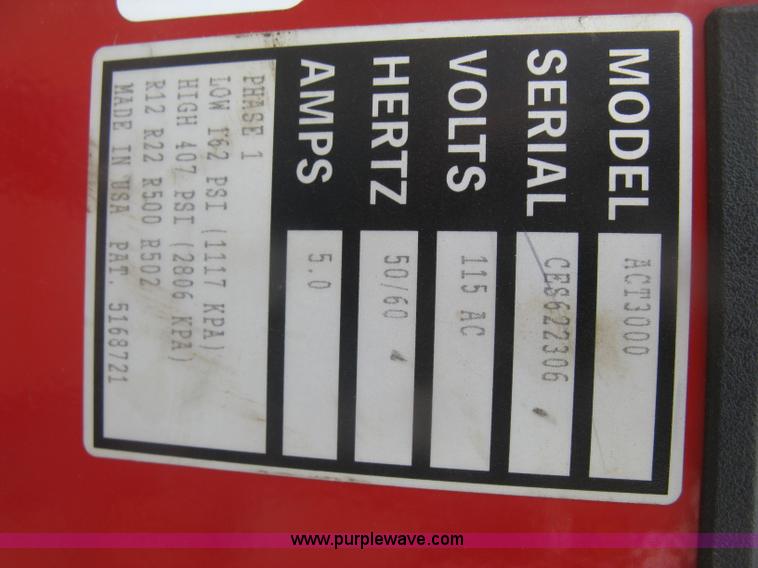 MODEL ACT3000
SERIAL CES622306
VOLTS 115 AC
HERTZ 50/60
AMPS 5.0
PHASE 1
LOW 162 PSI (1117 KPA)
HIGH 407 PSI (2806 KPA)
R12 R22 R500 R502
MADE IN USA PAT. 5168721
www.purplewave.com